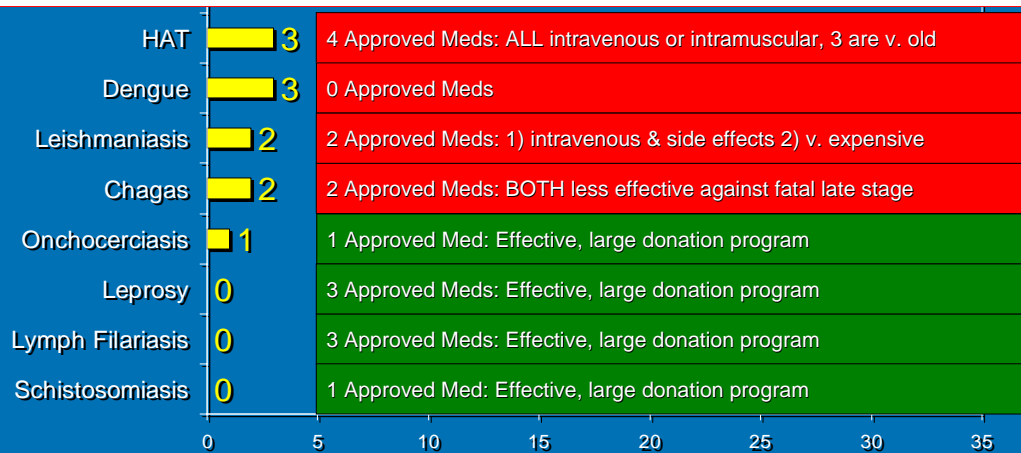 HAT 3 4 Approved Meds: ALL intravenous or intramuscular, 3 are v. old
Dengue 3 0 Approved Meds
Leishmaniasis 2 2 Approved Meds: 1) intravenous & side effects 2) v. expensive
Chagas 2 2 Approved Meds: BOTH less effective against fatal late stage
Onchocerciasis 1 1 Approved Med: Effective, large donation program
Leprosy 0 3 Approved Meds: Effective, large donation program
Lymph Filariasis 0 3 Approved Meds: Effective, large donation program
Schistosomiasis 0 1 Approved Med: Effective, large donation program
0 5 10 15 20 25 30 35